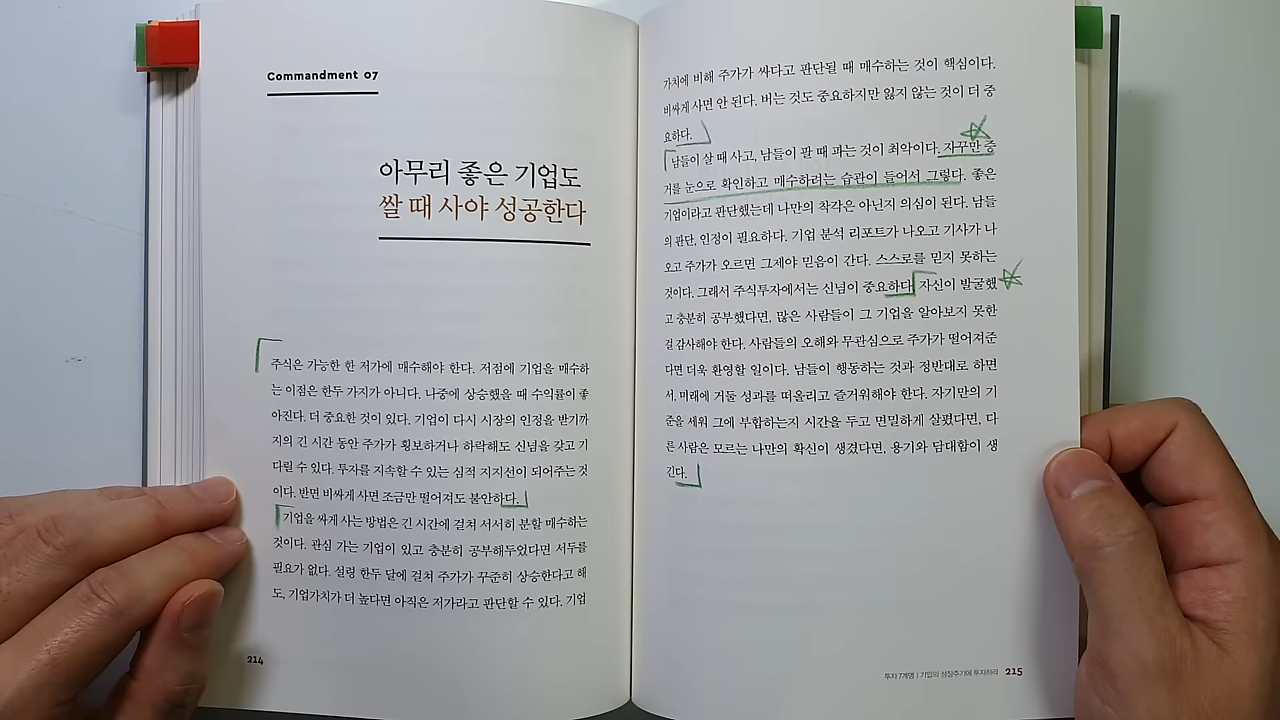 Commandment 07
아무리 좋은 기업도
쌀 때 사야 성공한다
주식은 가능한 한 저가에 매수해야 한다. 저점에 기업을 매수하
는 이점은 한두 가지가 아니다. 나중에 상승했을 때 수익률이 좋
아진다. 더 중요한 것이 있다. 기업이 다시 시장의 인정을 받기까
지의 긴 시간 동안 주가가 횡보하거나 하락해도 신념을 갖고 기
다릴 수 있다. 투자를 지속할 수 있는 심적 지지선이 되어주는 것
이다. 반면 비싸게 사면 조금만 떨어져도 불안하다.
기업을 싸게 사는 방법은 긴 시간에 걸쳐 서서히 분할 매수하는
것이다. 관심 가는 기업이 있고 충분히 공부해두었다면 서두를
필요가 없다. 설령 한두 달에 걸쳐 주가가 꾸준히 상승한다고 해
도, 기업가치가 더 높다면 아직은 저가라고 판단할 수 있다. 기업
214
가치에 비해 주가가 싸다고 판단될 때 매수하는 것이 핵심이다.
비싸게 사면 안 된다. 버는 것도 중요하지만 잃지 않는 것이 더 중
요하다.
남들이 살 때 사고, 남들이 팔 때 파는 것이 최악이다. 자꾸만 증
거를 눈으로 확인하고 매수하려는 습관이 들어서 그렇다. 좋은
기업이라고 판단했는데 나만의 착각은 아닌지 의심이 된다. 남들
의 판단, 인정이 필요하다. 기업 분석 리포트가 나오고 기사가 나
오고 주가가 오르면 그제야 믿음이 간다. 스스로를 믿지 못하는
것이다. 그래서 주식투자에서는 신념이 중요하다. 자신이 발굴했
고 충분히 공부했다면, 많은 사람들이 그 기업을 알아보지 못한
걸 감사해야 한다. 사람들의 오해와 무관심으로 주가가 떨어져준
다면 더욱 환영할 일이다. 남들이 행동하는 것과 정반대로 하면
서, 미래에 거둘 성과를 떠올리고 즐거워해야 한다. 자기만의 기
준을 세워 그에 부합하는지 시간을 두고 면밀하게 살폈다면, 다
른 사람은 모르는 나만의 확신이 생겼다면, 용기와 담대함이 생
긴다.
투자 7계명 | 기업의 성장주기에 투자하라 215